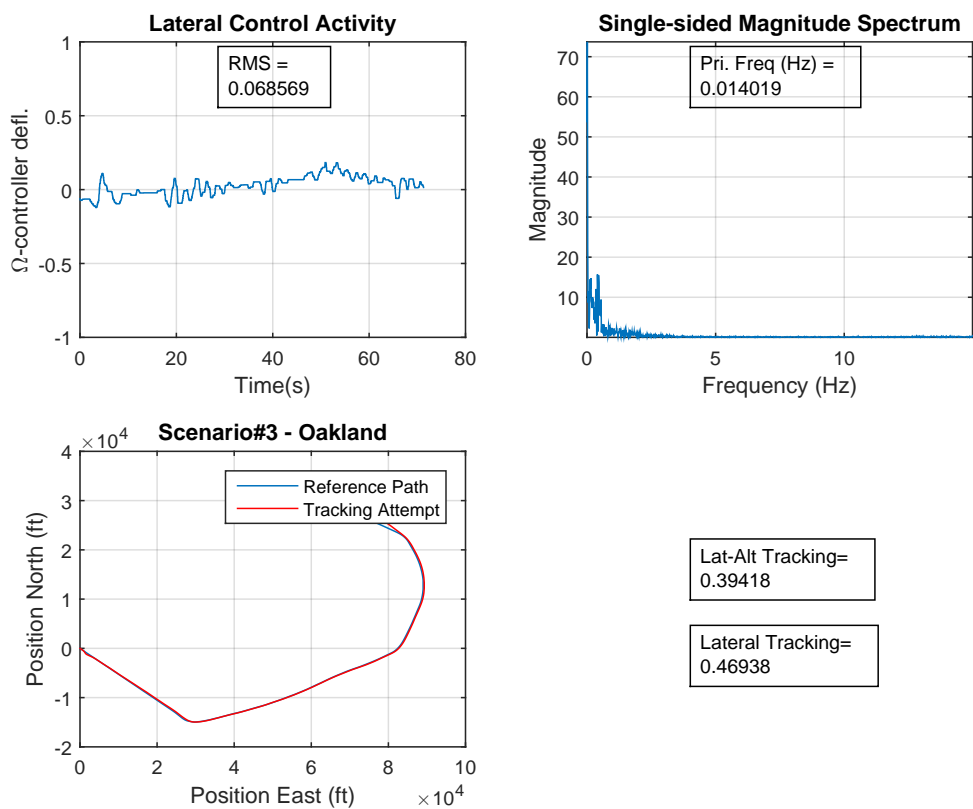 Lateral Control Activity
RMS =
0.068569
1
0.5
0
-0.5
-1
Ω-controller defl.
0
20
40
60
80
Time(s)
Single-sided Magnitude Spectrum
Pri. Freq (Hz) =
0.014019
70
60
50
40
30
20
10
Magnitude
0
5
10
Frequency (Hz)
Scenario#3 - Oakland
×10⁴
Reference Path
Tracking Attempt
4
3
2
1
0
-1
-2
Position North (ft)
0
2
4
6
8
10
Position East (ft)
×10⁴
Lat-Alt Tracking=
0.39418
Lateral Tracking=
0.46938